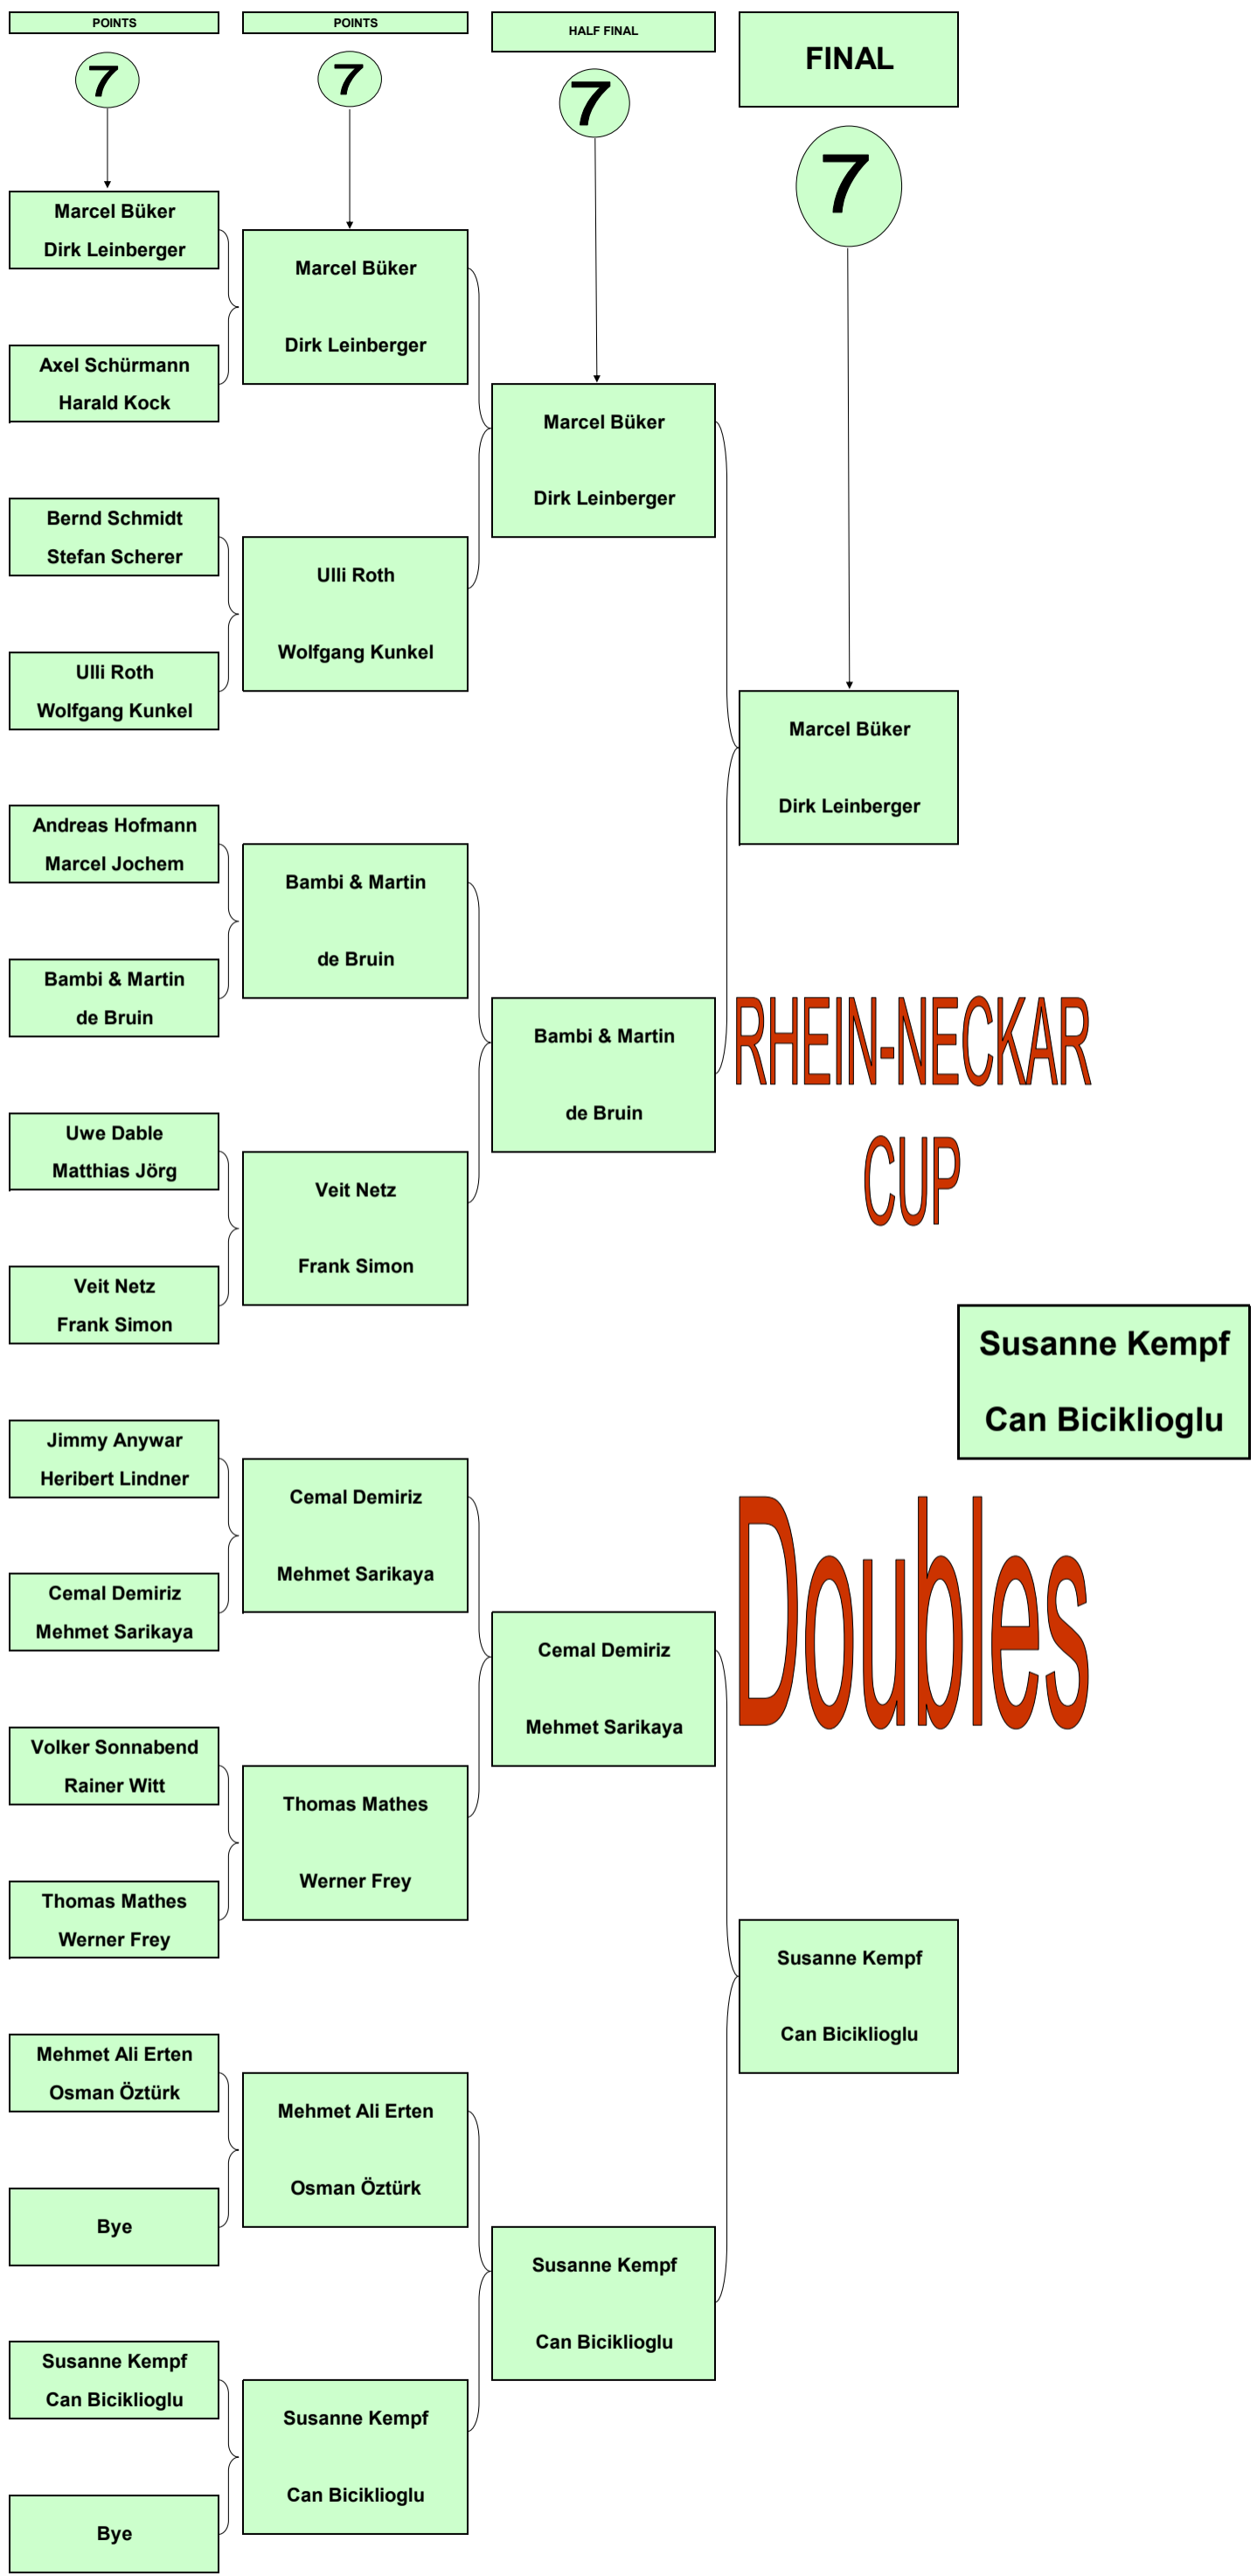 POINTS
POINTS
HALF FINAL
FINAL
7
7
7
7
Marcel Büker
Dirk Leinberger
Axel Schürmann
Harald Kock
Bernd Schmidt
Stefan Scherer
Ulli Roth
Wolfgang Kunkel
Andreas Hofmann
Marcel Jochem
Bambi & Martin
de Bruin
Uwe Dable
Matthias Jörg
Veit Netz
Frank Simon
Jimmy Anywar
Heribert Lindner
Cemal Demiriz
Mehmet Sarikaya
Volker Sonnabend
Rainer Witt
Thomas Mathes
Werner Frey
Mehmet Ali Erten
Osman Öztürk
Bye
Susanne Kempf
Can Biciklioglu
Bye
Marcel Büker
Dirk Leinberger
Ulli Roth
Wolfgang Kunkel
Bambi & Martin
de Bruin
Veit Netz
Frank Simon
Cemal Demiriz
Mehmet Sarikaya
Thomas Mathes
Werner Frey
Mehmet Ali Erten
Osman Öztürk
Susanne Kempf
Can Biciklioglu
Marcel Büker
Dirk Leinberger
Bambi & Martin
de Bruin
Cemal Demiriz
Mehmet Sarikaya
Susanne Kempf
Can Biciklioglu
Marcel Büker
Dirk Leinberger
Susanne Kempf
Can Biciklioglu
RHEIN-NECKAR
CUP
Susanne Kempf
Can Biciklioglu
Doubles